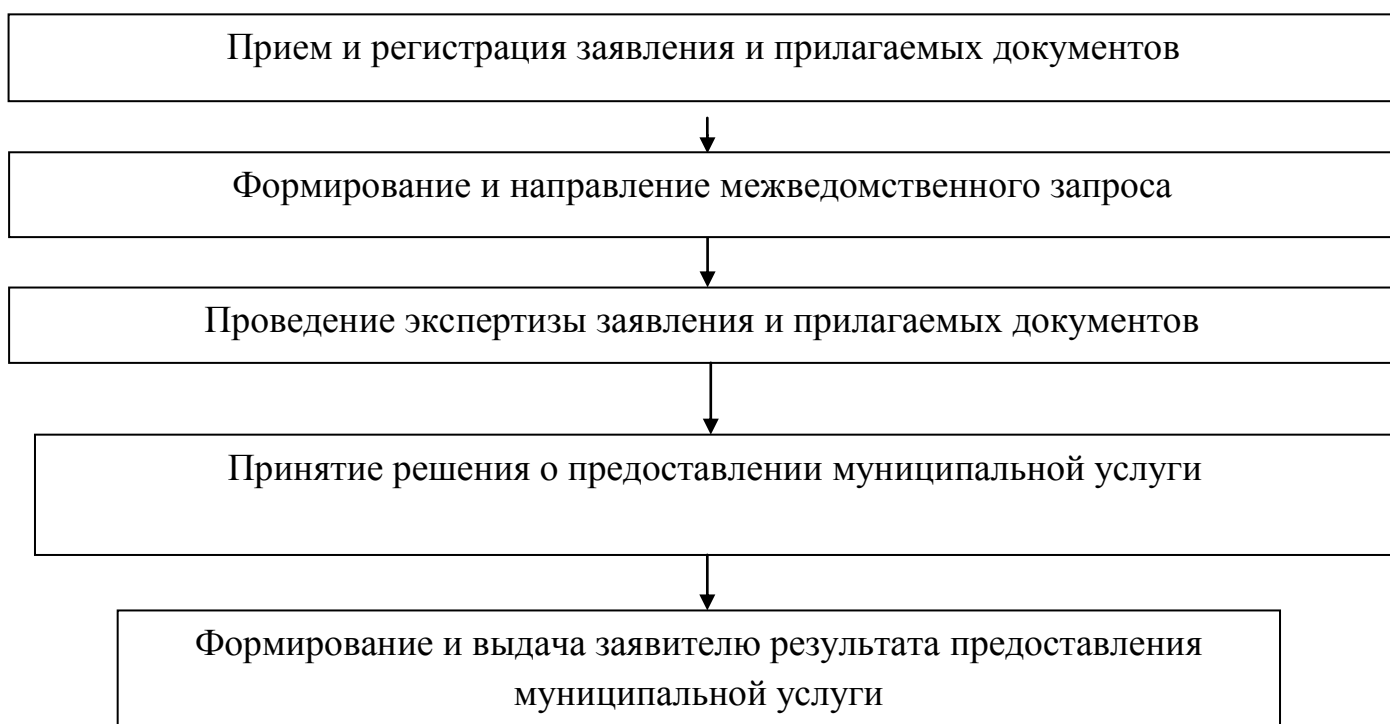 Прием и регистрация заявления и прилагаемых документов
Формирование и направление межведомственного запроса
Проведение экспертизы заявления и прилагаемых документов
Принятие решения о предоставлении муниципальной услуги
Формирование и выдача заявителю результата предоставления
муниципальной услуги